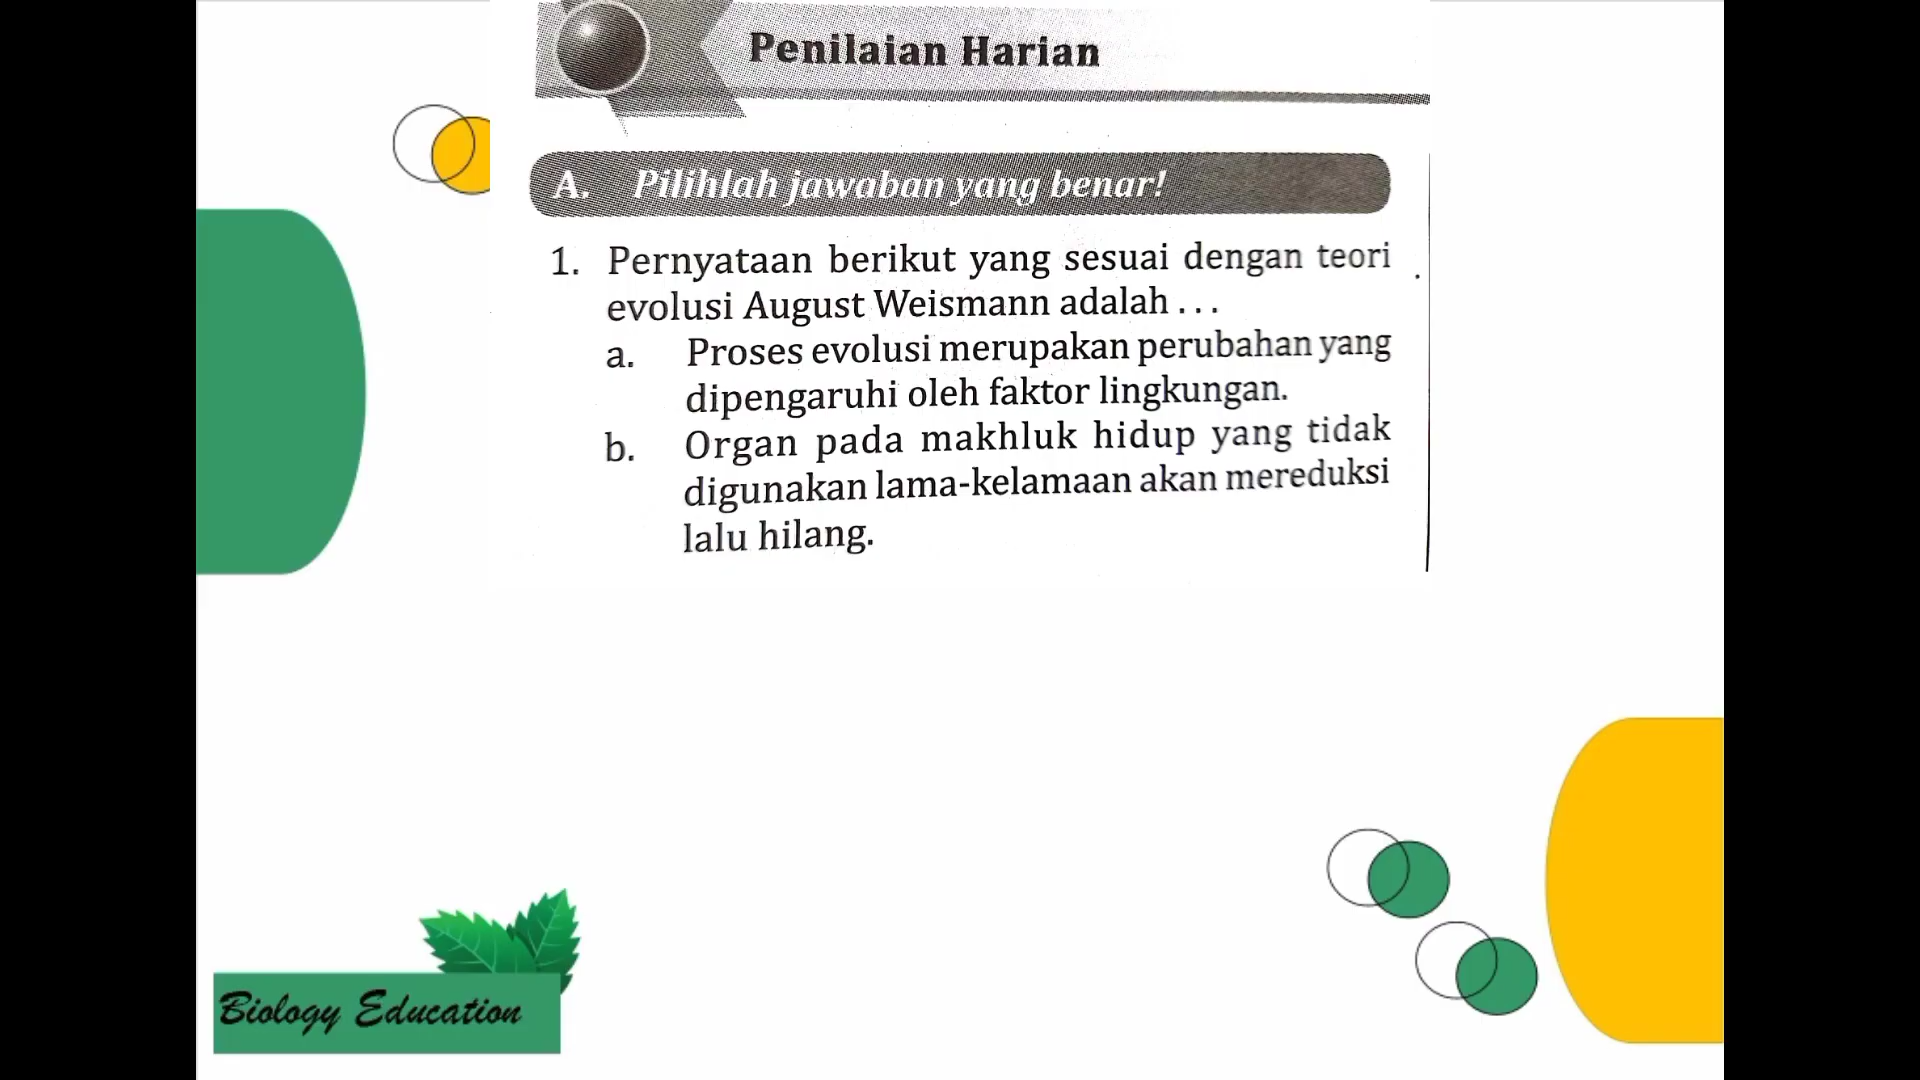 Penilaian Harian
A. Pilihlah jawaban yang benar!
1. Pernyataan berikut yang sesuai dengan teori
evolusi August Weismann adalah . . .
a. Proses evolusi merupakan perubahan yang
dipengaruhi oleh faktor lingkungan.
b. Organ pada makhluk hidup yang tidak
digunakan lama-kelamaan akan mereduksi
lalu hilang.
Biology Education